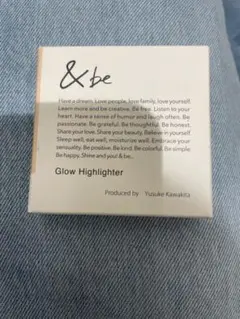 &be
Have a dream. Love people, love family, love yourself.
Learn more and be creative. Be free. Listen to your
heart. Have a sense of humor and laugh often. Be
passionate. Be grateful. Be thoughtful. Be honest.
Share your love. Share your beauty. Believe in yourself.
Sleep well, eat well, moisturize well. Embrace your
sensuality. Be positive. Be kind. Be colorful. Be simple
Be happy. Shine and you! & be...
Glow Highlighter
Produced by Yusuke Kawakita